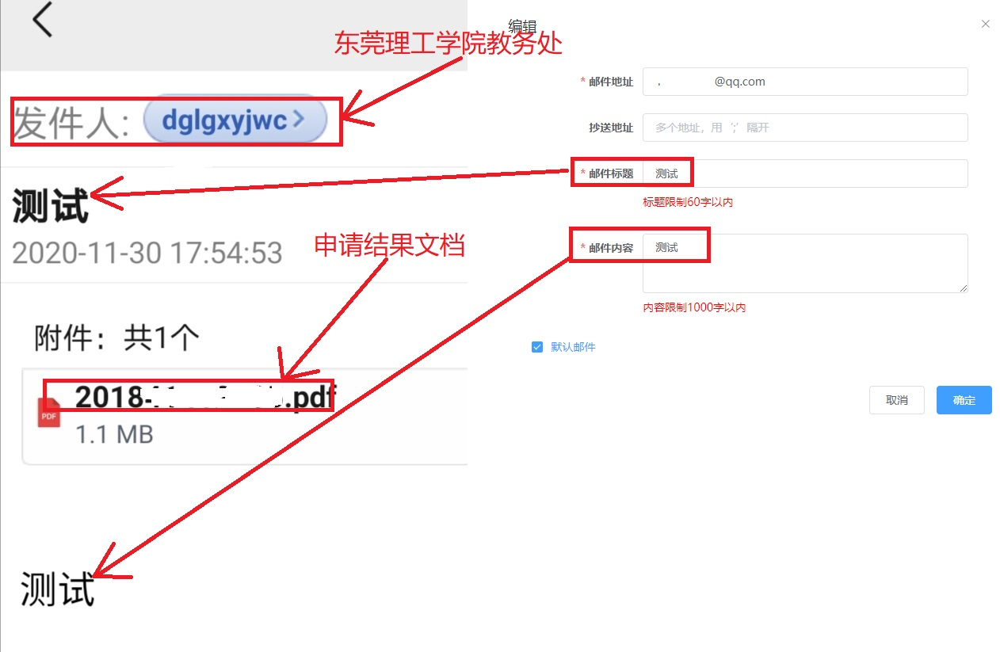 东莞理工学院教务处
发件人:
dglgxyjwc
测试
2020-11-30 17:54:53
申请结果文档
附件：共1个
2018-
.pdf
PDF
1.1 MB
测试
编辑
* 邮件地址
@qq.com
抄送地址
多个地址，用 ';' 隔开
* 邮件标题
测试
标题限制60字以内
* 邮件内容
测试
内容限制1000字以内
默认邮件
取消
确定